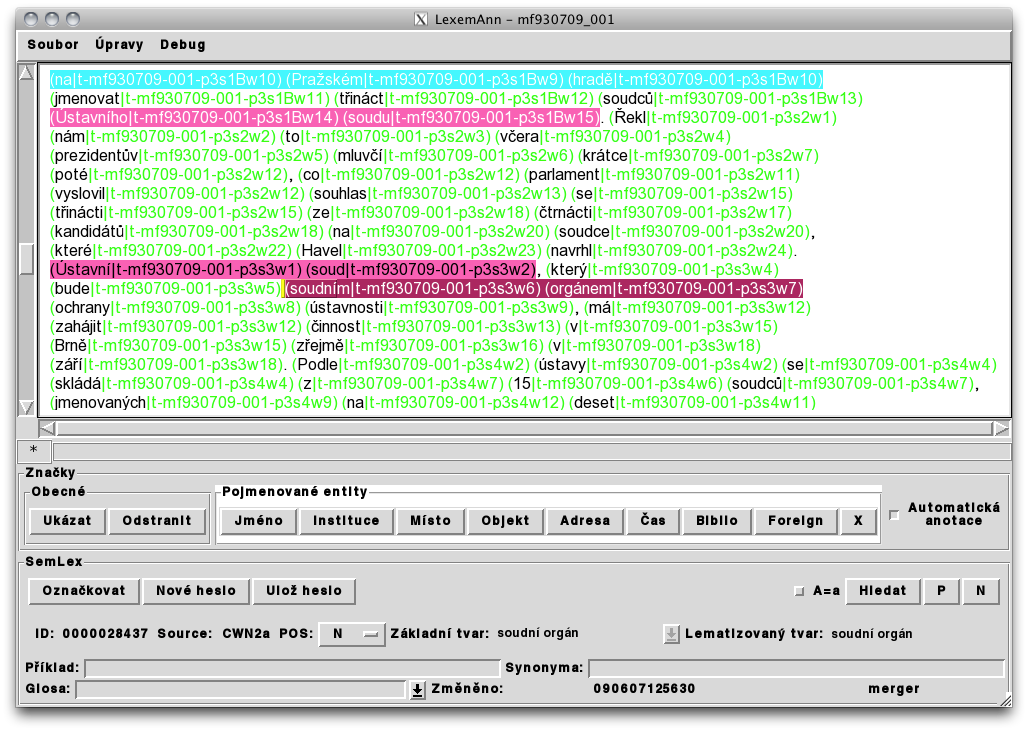 LexemAnn – mf930709_001
Soubor Úpravy Debug
(na|t-mf930709-001-p3s1Bw10) (Pražském|t-mf930709-001-p3s1Bw9) (hradě|t-mf930709-001-p3s1Bw10)
(jmenovat|t-mf930709-001-p3s1Bw11) (třináct|t-mf930709-001-p3s1Bw12) (soudců|t-mf930709-001-p3s1Bw13)
(Ústavního|t-mf930709-001-p3s1Bw14) (soudu|t-mf930709-001-p3s1Bw15). (Řekl|t-mf930709-001-p3s2w1)
(nám|t-mf930709-001-p3s2w2) (to|t-mf930709-001-p3s2w3) (včera|t-mf930709-001-p3s2w4)
(prezidentův|t-mf930709-001-p3s2w5) (mluvčí|t-mf930709-001-p3s2w6) (krátce|t-mf930709-001-p3s2w7)
(poté|t-mf930709-001-p3s2w12), (co|t-mf930709-001-p3s2w12) (parlament|t-mf930709-001-p3s2w11)
(vyslovil|t-mf930709-001-p3s2w12) (souhlas|t-mf930709-001-p3s2w13) (se|t-mf930709-001-p3s2w15)
(třinácti|t-mf930709-001-p3s2w15) (ze|t-mf930709-001-p3s2w18) (čtrnácti|t-mf930709-001-p3s2w17)
(kandidátů|t-mf930709-001-p3s2w18) (na|t-mf930709-001-p3s2w20) (soudce|t-mf930709-001-p3s2w20),
(které|t-mf930709-001-p3s2w22) (Havel|t-mf930709-001-p3s2w23) (navrhl|t-mf930709-001-p3s2w24).
(Ústavní|t-mf930709-001-p3s3w1) (soud|t-mf930709-001-p3s3w2), (který|t-mf930709-001-p3s3w4)
(bude|t-mf930709-001-p3s3w5) (soudním|t-mf930709-001-p3s3w6) (orgánem|t-mf930709-001-p3s3w7)
(ochrany|t-mf930709-001-p3s3w8) (ústavnosti|t-mf930709-001-p3s3w9), (má|t-mf930709-001-p3s3w12)
(zahájit|t-mf930709-001-p3s3w12) (činnost|t-mf930709-001-p3s3w13) (v|t-mf930709-001-p3s3w15)
(Brně|t-mf930709-001-p3s3w15) (zřejmě|t-mf930709-001-p3s3w16) (v|t-mf930709-001-p3s3w18)
(září|t-mf930709-001-p3s3w18). (Podle|t-mf930709-001-p3s4w2) (ústavy|t-mf930709-001-p3s4w2) (se|t-mf930709-001-p3s4w4)
(skládá|t-mf930709-001-p3s4w4) (z|t-mf930709-001-p3s4w7) (15|t-mf930709-001-p3s4w6) (soudců|t-mf930709-001-p3s4w7),
(jmenovaných|t-mf930709-001-p3s4w9) (na|t-mf930709-001-p3s4w12) (deset|t-mf930709-001-p3s4w11)
*
Značky
Obecné Pojmenované entity
Ukázat Odstranit Jméno Instituce Místo Objekt Adresa Čas Biblio Foreign X Automatická anotace
SemLex
Označkovat Nové heslo Ulož heslo A=a Hledat P N
ID: 0000028437 Source: CWN2a POS: N Základní tvar: soudní orgán Lematizovaný tvar: soudní orgán
Příklad: Synonyma:
Glosa: Změněno: 090607125630 merger